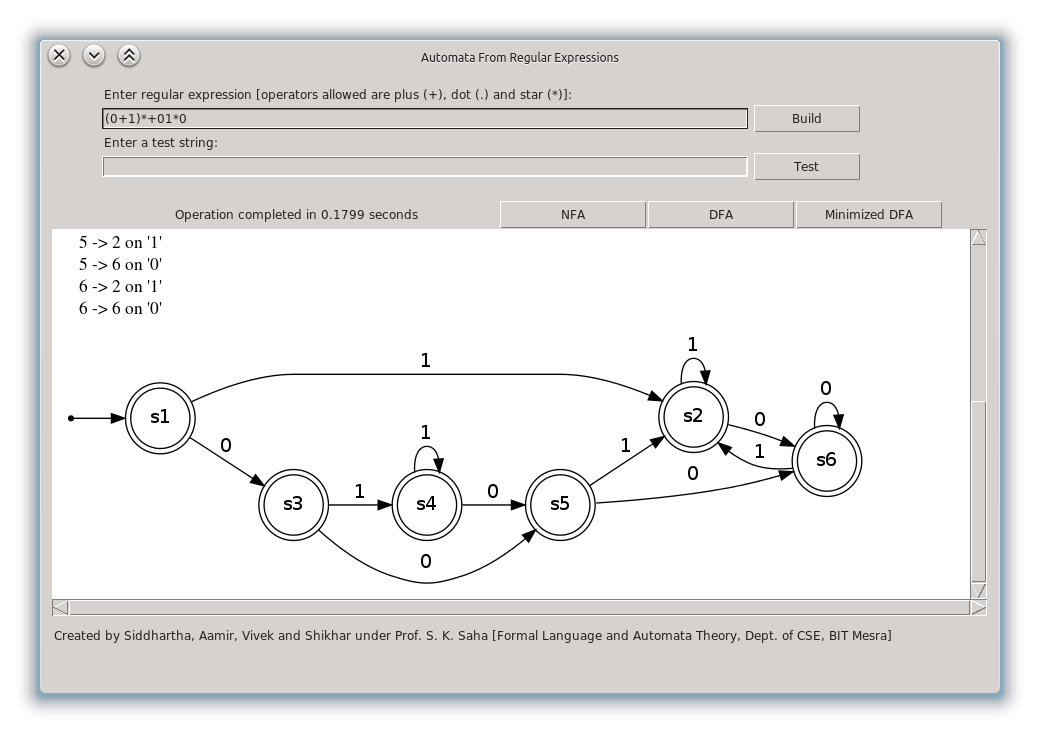 Automata From Regular Expressions
Enter regular expression [operators allowed are plus (+), dot (.) and star (*)]:
(0+1)*+01*0
Build
Enter a test string:
Test
Operation completed in 0.1799 seconds
NFA
DFA
Minimized DFA
5 -> 2 on '1'
5 -> 6 on '0'
6 -> 2 on '1'
6 -> 6 on '0'
1
1
0
s1
s2
0
0
1
1
1
s6
0
s3
1
s4
0
s5
0
0
Created by Siddhartha, Aamir, Vivek and Shikhar under Prof. S. K. Saha [Formal Language and Automata Theory, Dept. of CSE, BIT Mesra]